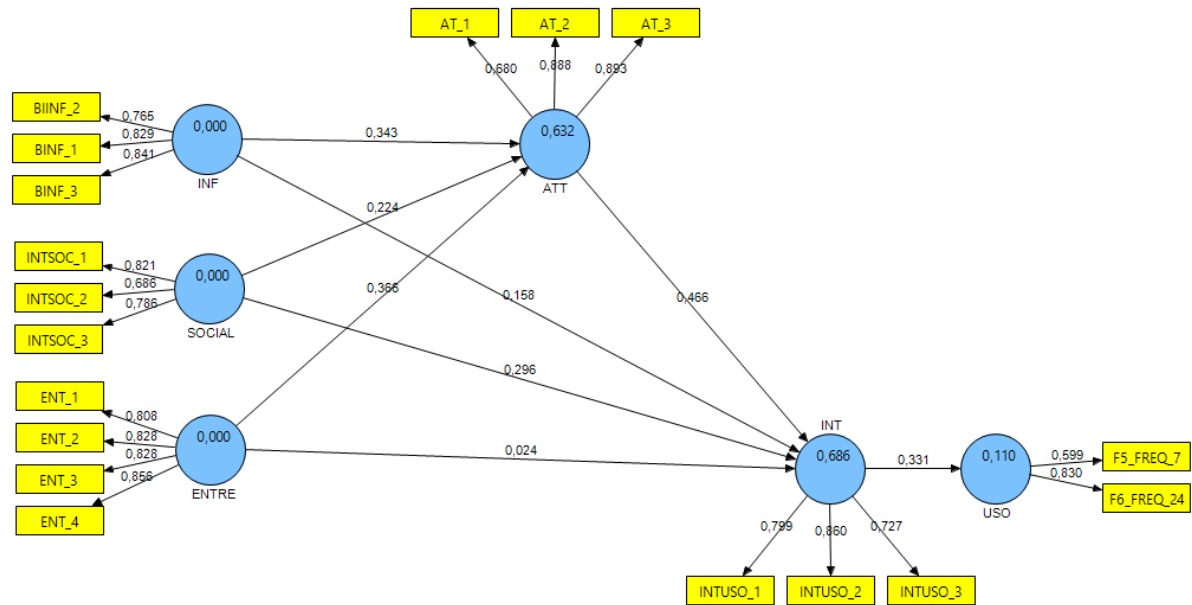 AT_1
AT_2
AT_3
0,680
0,888
0,893
BIINF_2
BINF_1
BINF_3
0,765
0,829
0,841
0,000
INF
0,343
0,632
ATT
0,224
0,158
0,466
INTSOC_1
INTSOC_2
INTSOC_3
0,821
0,686
0,786
0,000
SOCIAL
0,366
0,296
ENT_1
ENT_2
ENT_3
ENT_4
0,808
0,828
0,828
0,856
0,000
ENTRE
0,024
INT
0,686
0,331
0,110
USO
0,599
0,830
F5_FREQ_7
F6_FREQ_24
0,799
0,860
0,727
INTUSO_1
INTUSO_2
INTUSO_3